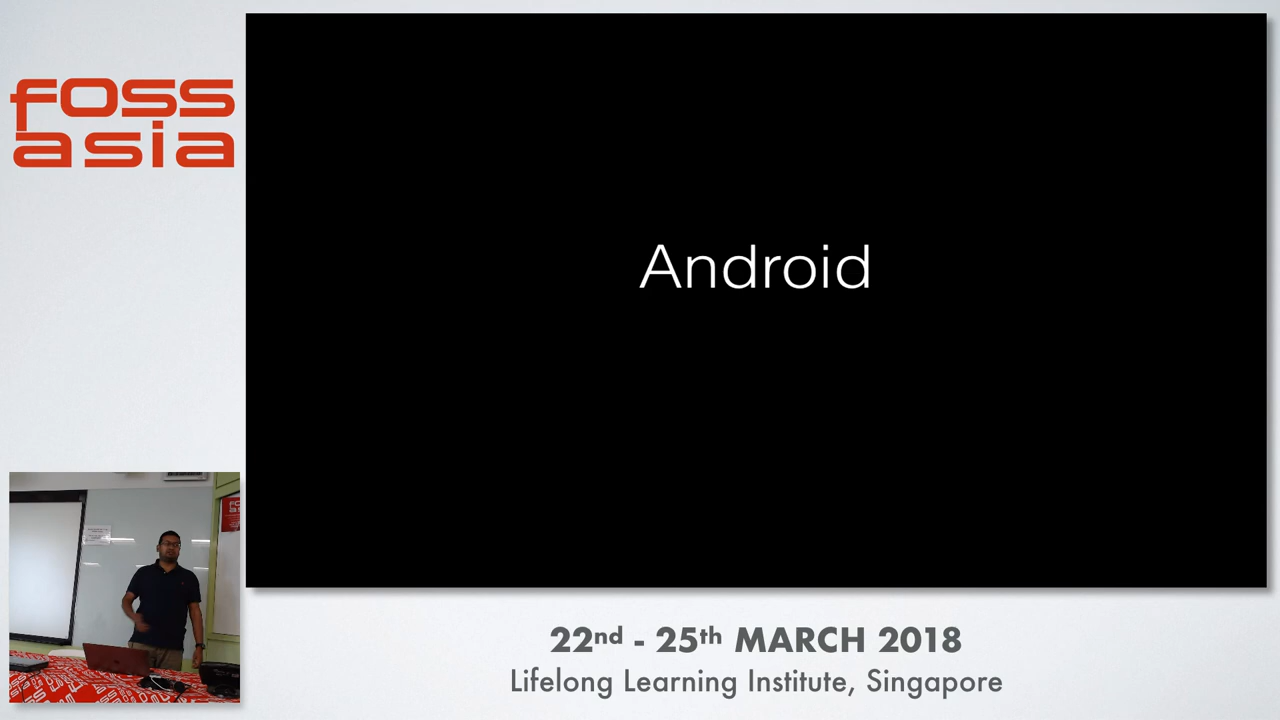 foss
asia
Android
22nd - 25th MARCH 2018
Lifelong Learning Institute, Singapore